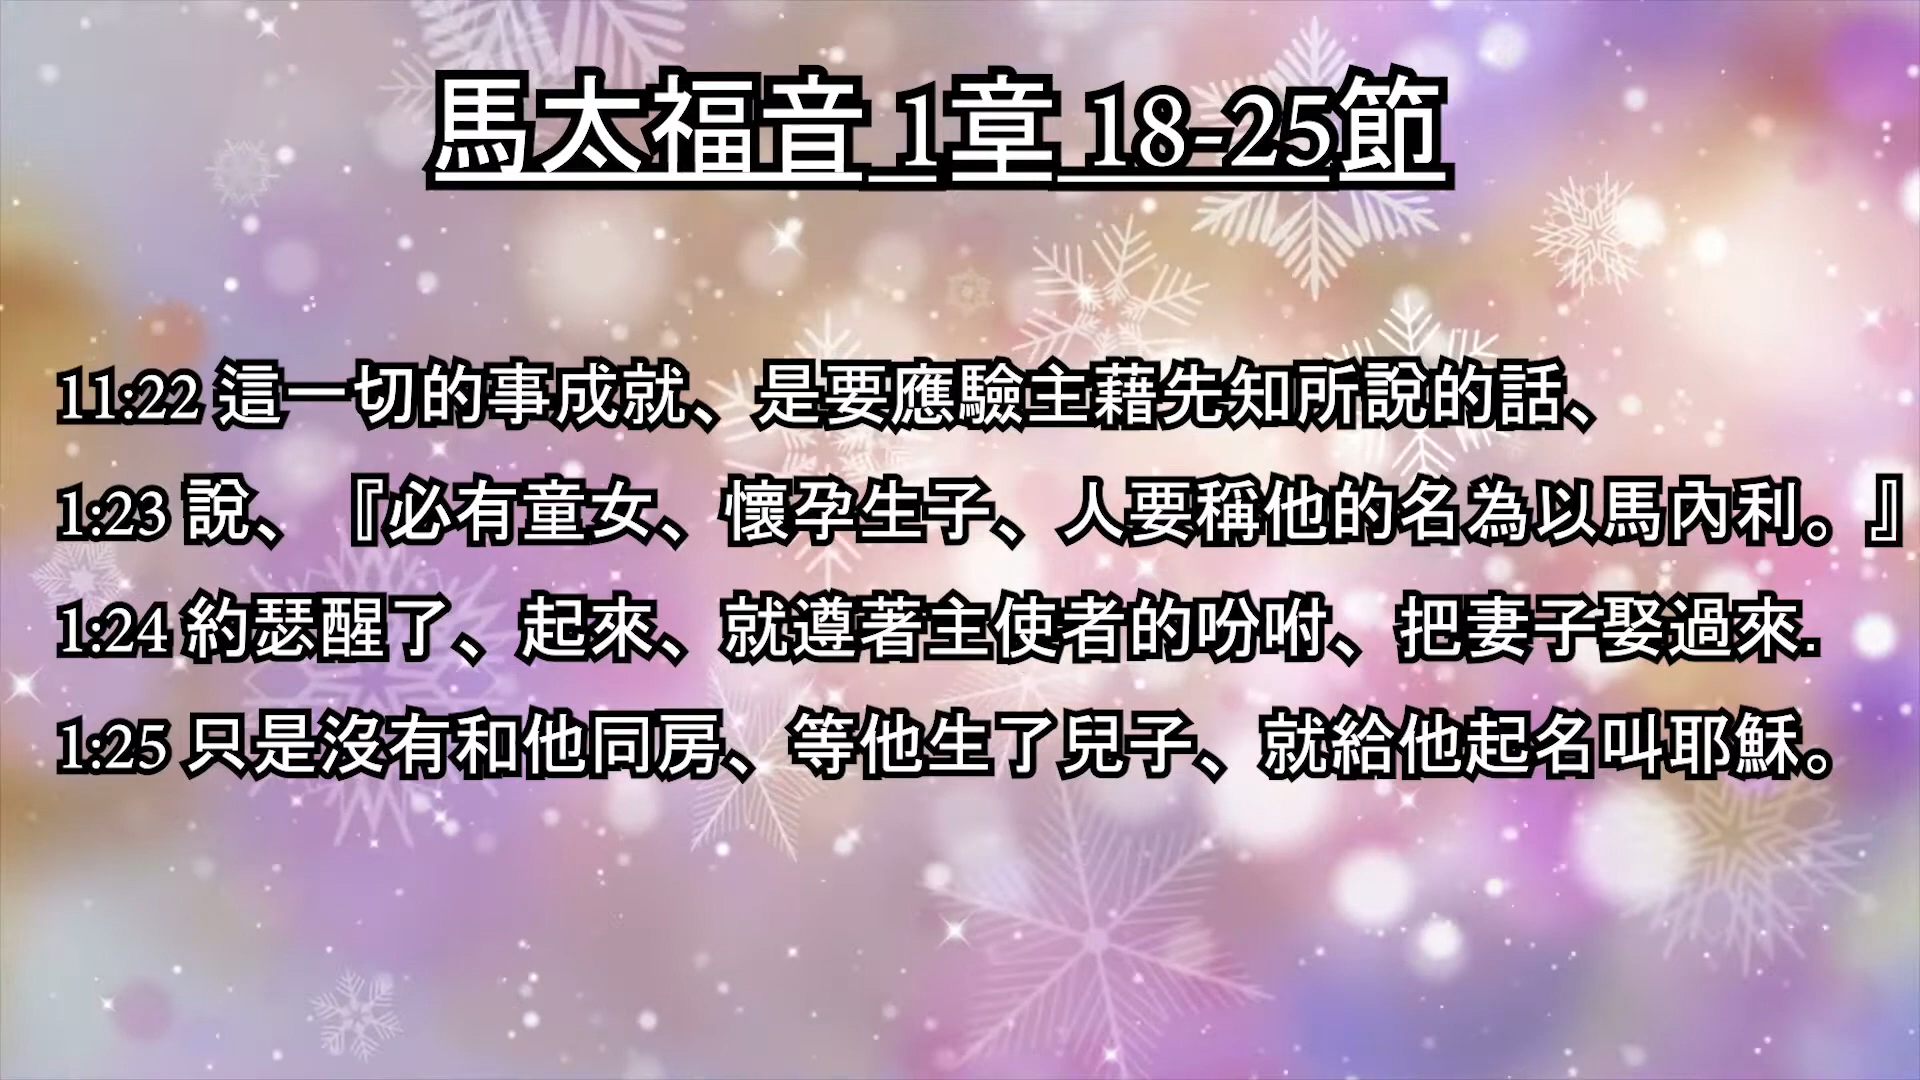 馬太福音 1章 18-25節
11:22 這一切的事成就、是要應驗主藉先知所說的話、
1:23 說、『必有童女、懷孕生子、人要稱他的名為以馬內利。』
1:24 約瑟醒了、起來、就遵著主使者的吩咐、把妻子娶過來.
1:25 只是沒有和他同房、等他生了兒子、就給他起名叫耶穌。